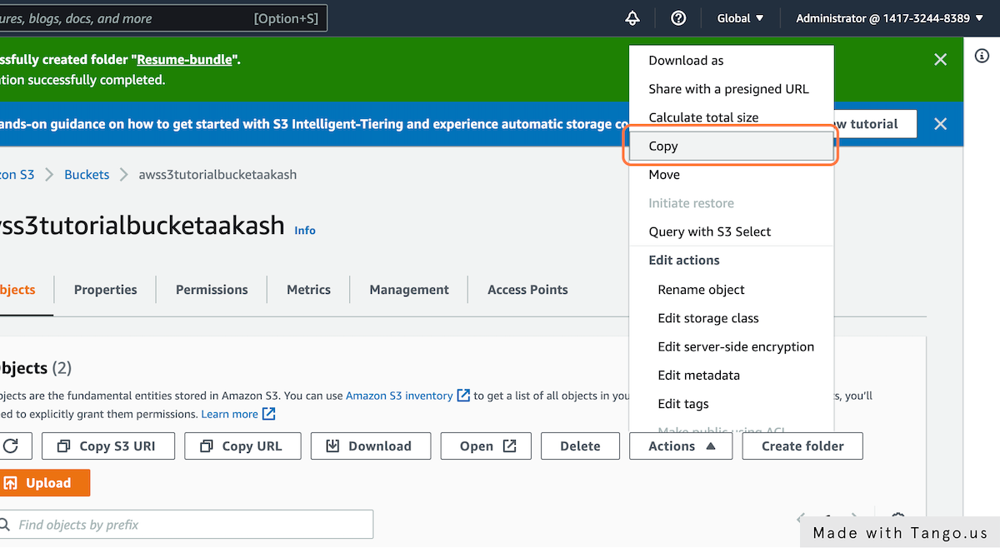 ures, blogs, docs, and more [Option+S] Global ▼ Administrator @ 1417-3244-8389 ▼
ssfully created folder "Resume-bundle".
tion successfully completed.
ands-on guidance on how to get started with S3 Intelligent-Tiering and experience automatic storage co
w tutorial
Download as
Share with a presigned URL
Calculate total size
Copy
Move
Initiate restore
Query with S3 Select
Edit actions
Rename object
Edit storage class
Edit server-side encryption
Edit metadata
Edit tags
Make public using ACL
zon S3 > Buckets > awss3tutorialbucketaakash
wss3tutorialbucketaakash Info
bjects Properties Permissions Metrics Management Access Points
bjects (2)
bjects are the fundamental entities stored in Amazon S3. You can use Amazon S3 inventory to get a list of all objects in you s, you'll
ed to explicitly grant them permissions. Learn more
Copy S3 URI Copy URL Download Open Delete Actions ▲ Create folder
Upload
Find objects by prefix
Made with Tango.us